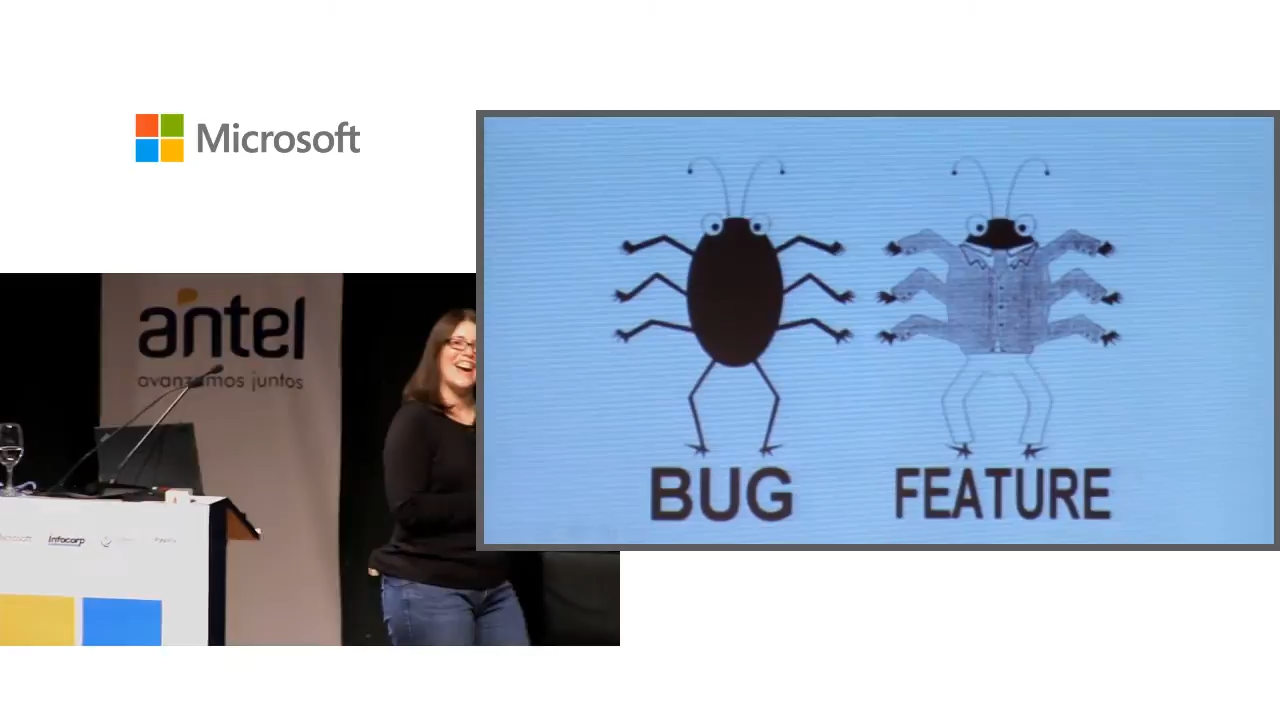 Microsoft
antel
avanzamos juntos
Infocorp
BUG
FEATURE